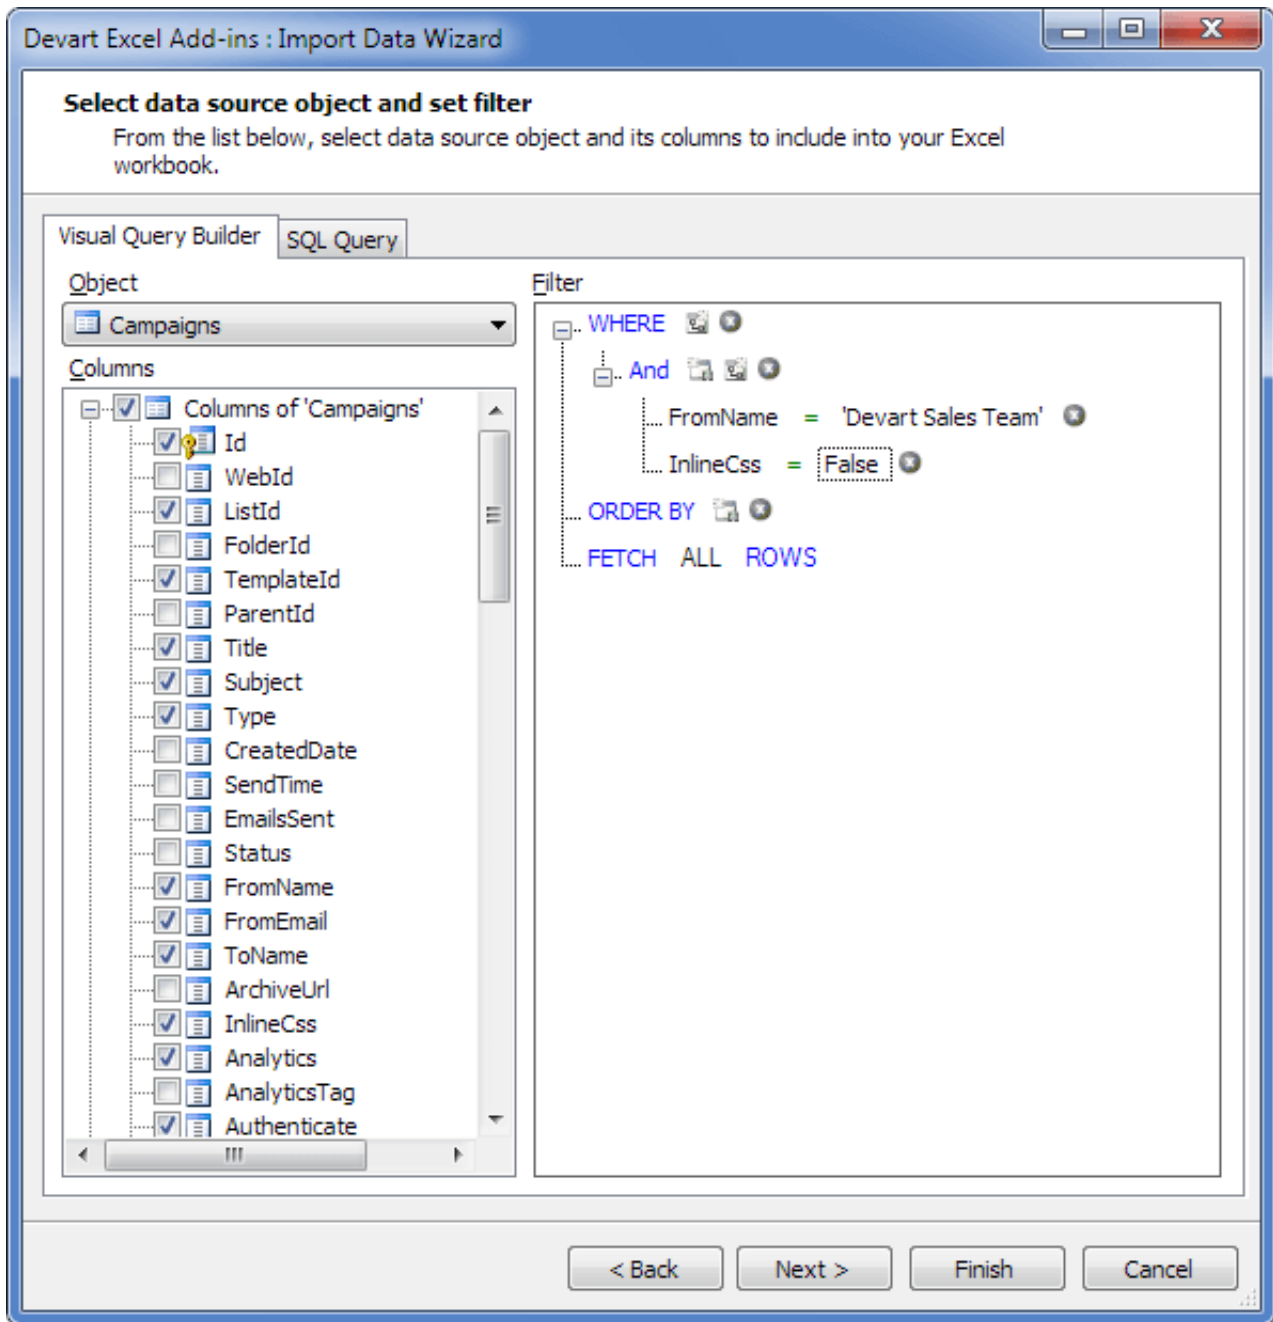 Devart Excel Add-ins : Import Data Wizard
Select data source object and set filter
From the list below, select data source object and its columns to include into your Excel
workbook.
Visual Query Builder
SQL Query
Object
Campaigns
Columns
Columns of 'Campaigns'
Id
WebId
ListId
FolderId
TemplateId
ParentId
Title
Subject
Type
CreatedDate
SendTime
EmailsSent
Status
FromName
FromEmail
ToName
ArchiveUrl
InlineCss
Analytics
AnalyticsTag
Authenticate
Filter
WHERE
And
FromName = 'Devart Sales Team'
InlineCss = False
ORDER BY
FETCH ALL ROWS
< Back
Next >
Finish
Cancel